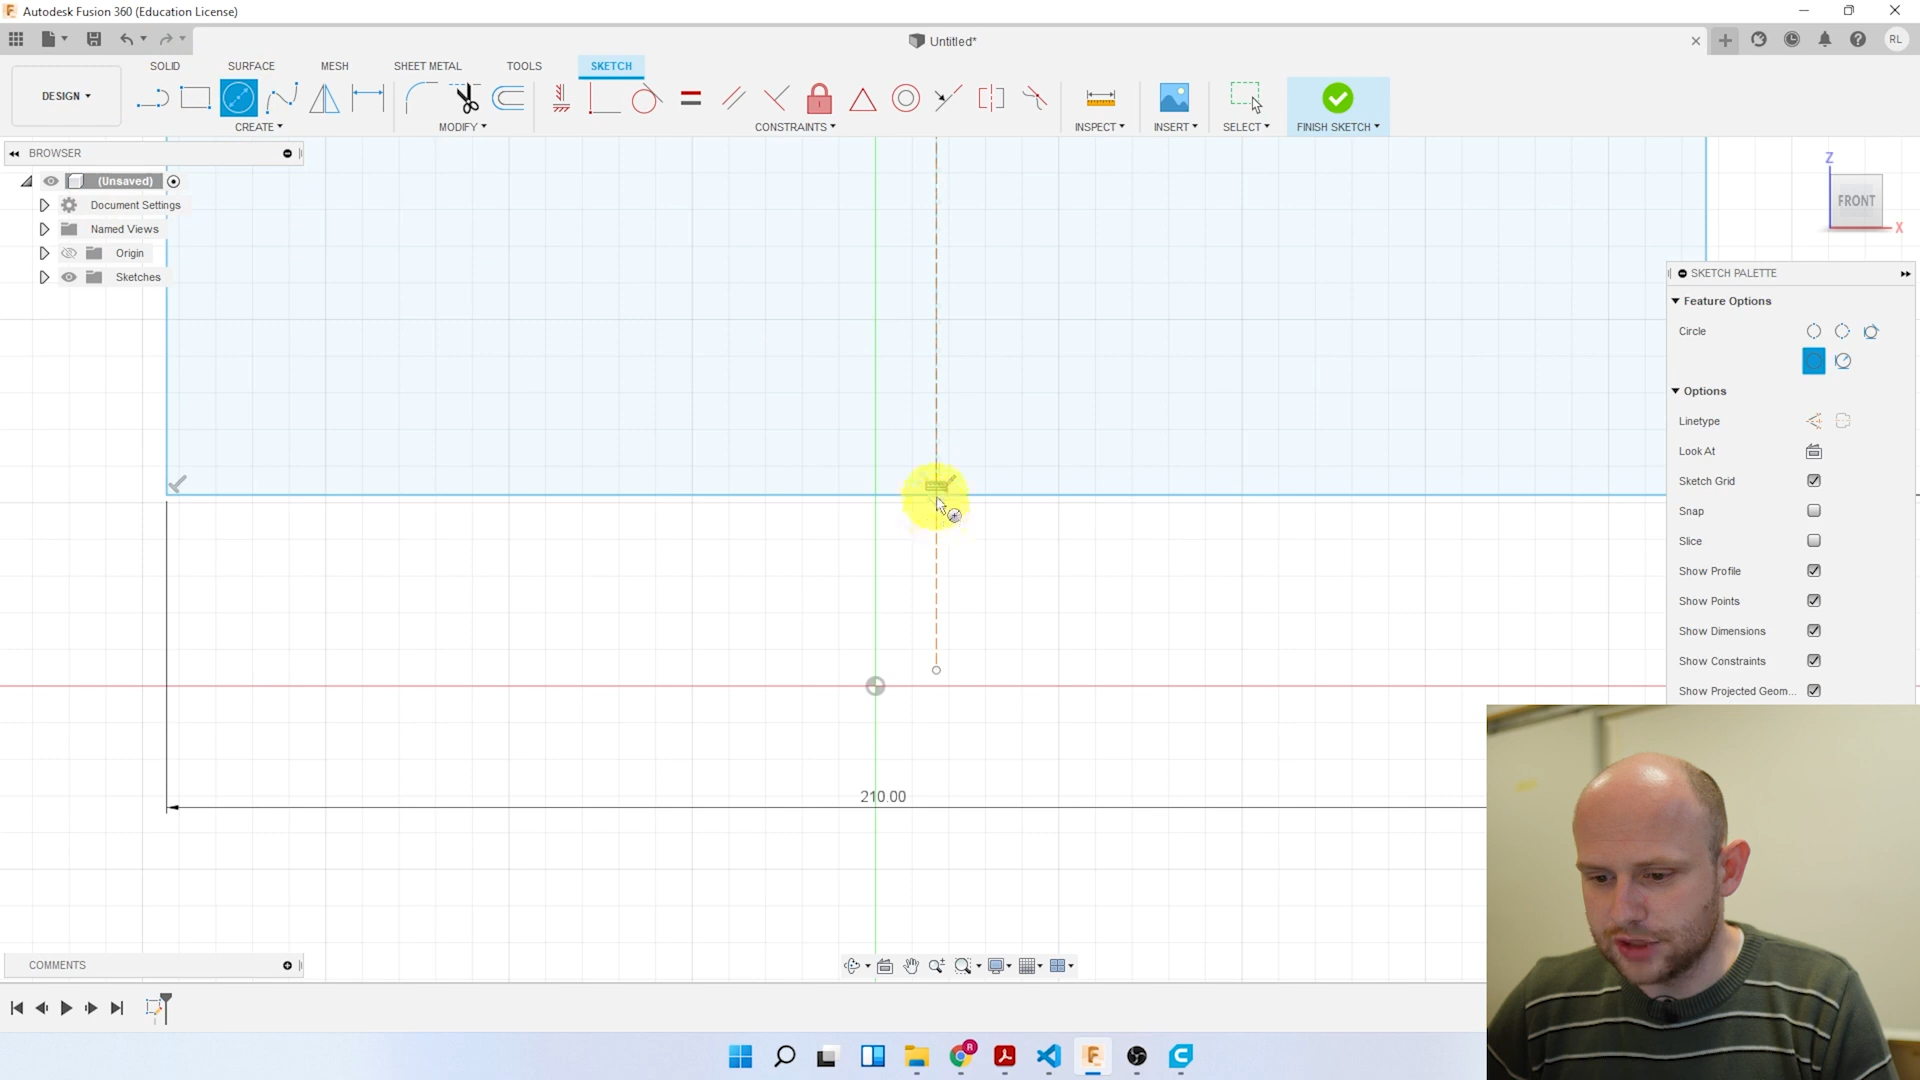 Autodesk Fusion 360 (Education License)
Untitled*
RL
DESIGN
SOLID
SURFACE
MESH
SHEET METAL
TOOLS
SKETCH
CREATE
MODIFY
CONSTRAINTS
INSPECT
INSERT
SELECT
FINISH SKETCH
BROWSER
(Unsaved)
Document Settings
Named Views
Origin
Sketches
Z
FRONT
X
SKETCH PALETTE
Feature Options
Circle
Options
Linetype
Look At
Sketch Grid
Snap
Slice
Show Profile
Show Points
Show Dimensions
Show Constraints
Show Projected Geom...
210.00
COMMENTS
R